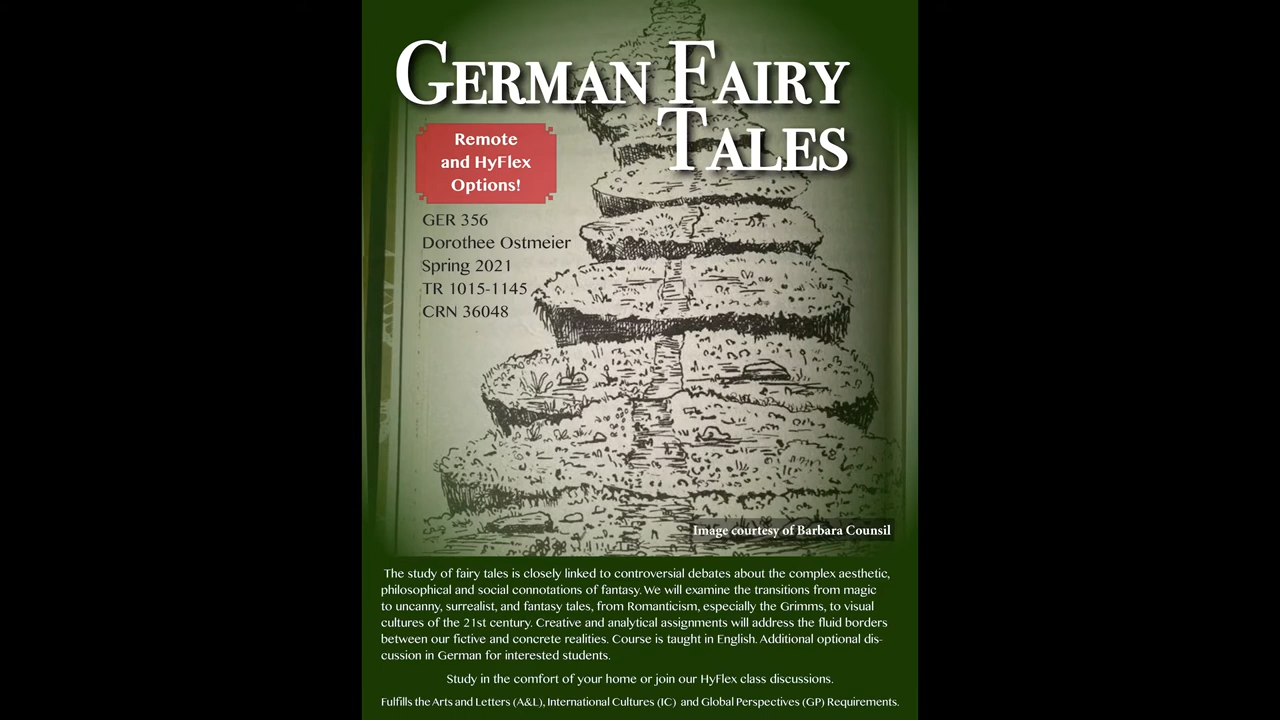 GERMAN FAIRY
TALES
Remote
and HyFlex
Options!
GER 356
Dorothee Ostmeier
Spring 2021
TR 1015-1145
CRN 36048
Image courtesy of Barbara Counsil
The study of fairy tales is closely linked to controversial debates about the complex aesthetic,
philosophical and social connotations of fantasy. We will examine the transitions from magic
to uncanny, surrealist, and fantasy tales, from Romanticism, especially the Grimms, to visual
cultures of the 21st century. Creative and analytical assignments will address the fluid borders
between our fictive and concrete realities. Course is taught in English. Additional optional dis-
cussion in German for interested students.
Study in the comfort of your home or join our HyFlex class discussions.
Fulfills the Arts and Letters (A&L), International Cultures (IC) and Global Perspectives (GP) Requirements.